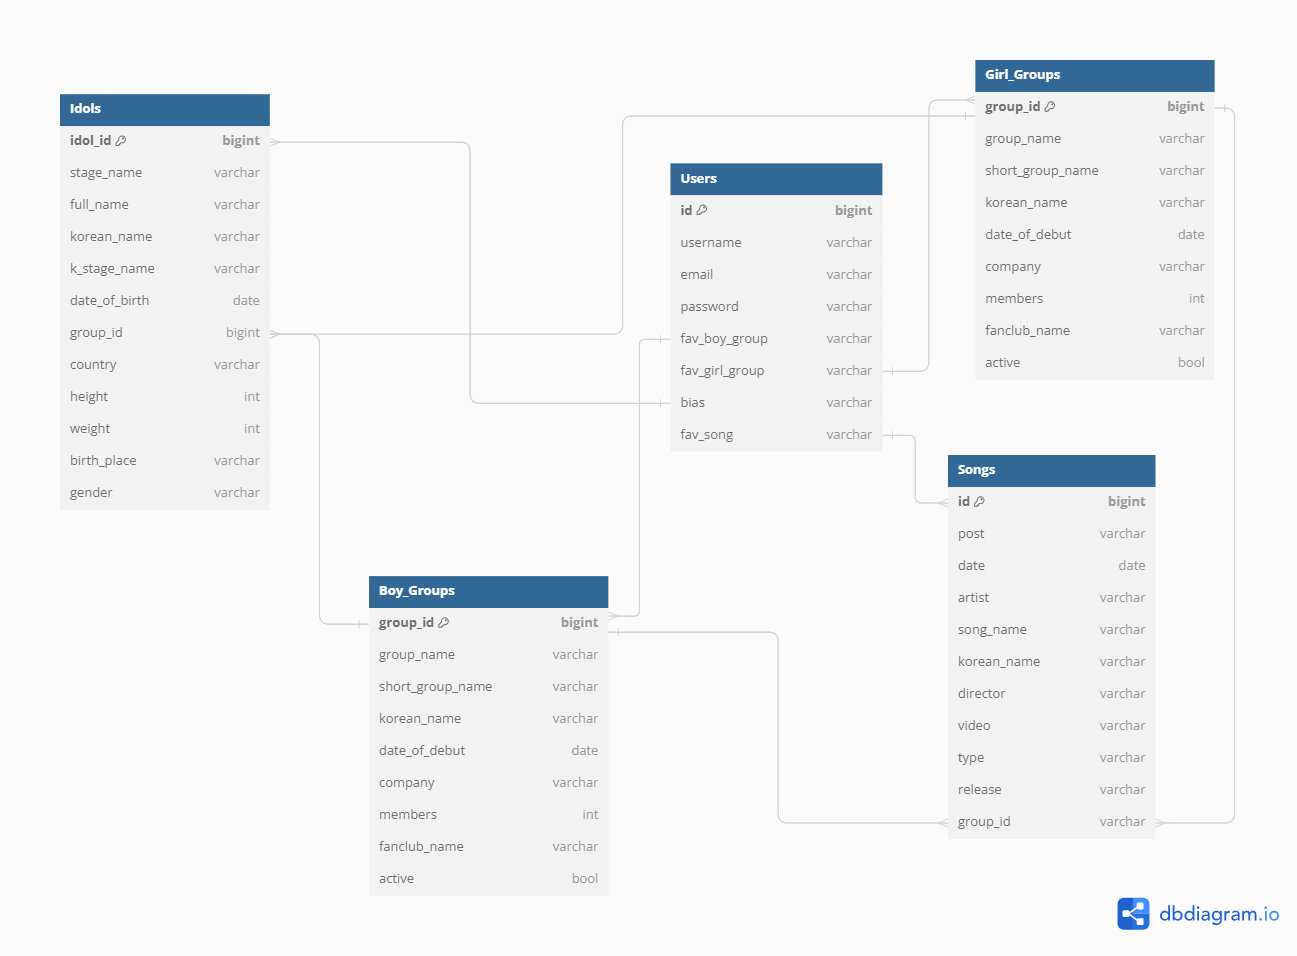 Idols
idol_id bigint
stage_name varchar
full_name varchar
korean_name varchar
k_stage_name varchar
date_of_birth date
group_id bigint
country varchar
height int
weight int
birth_place varchar
gender varchar
Users
id bigint
username varchar
email varchar
password varchar
fav_boy_group varchar
fav_girl_group varchar
bias varchar
fav_song varchar
Girl_Groups
group_id bigint
group_name varchar
short_group_name varchar
korean_name varchar
date_of_debut date
company varchar
members int
fanclub_name varchar
active bool
Boy_Groups
group_id bigint
group_name varchar
short_group_name varchar
korean_name varchar
date_of_debut date
company varchar
members int
fanclub_name varchar
active bool
Songs
id bigint
post varchar
date date
artist varchar
song_name varchar
korean_name varchar
director varchar
video varchar
type varchar
release varchar
group_id varchar
dbdiagram.io